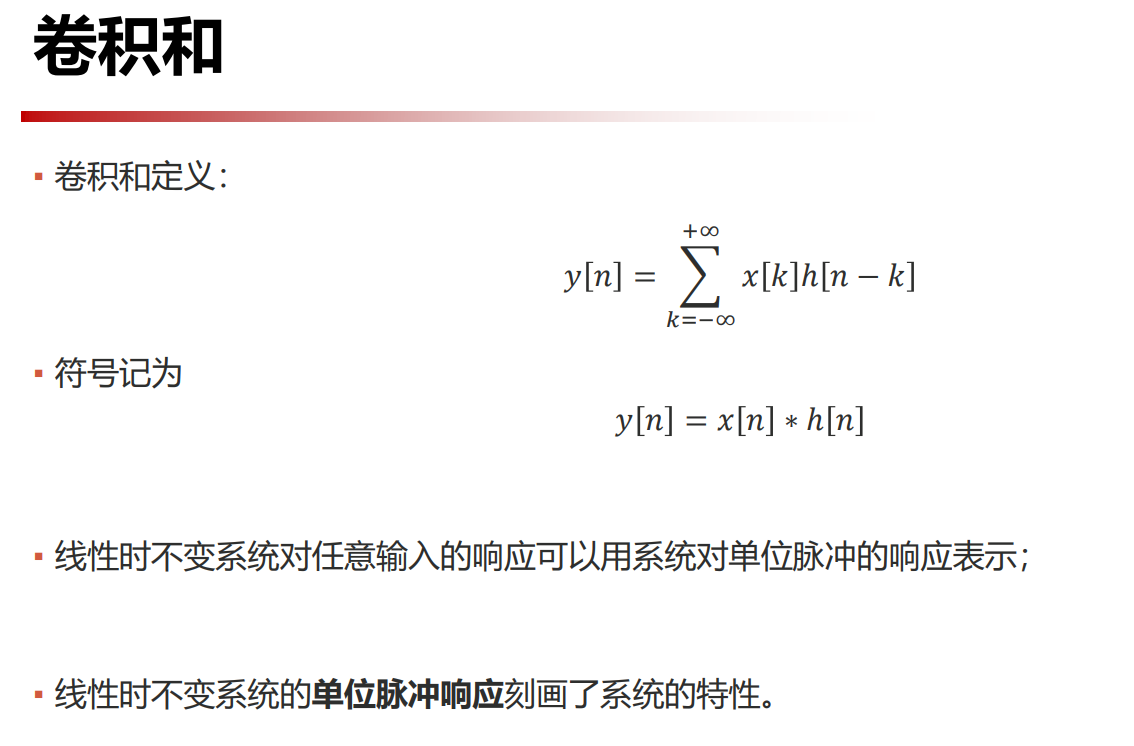 卷积和
▪ 卷积和定义：
y[n] = \sum_{k=-∞}^{+∞} x[k]h[n − k]
▪ 符号记为
y[n] = x[n] ∗ h[n]
▪ 线性时不变系统对任意输入的响应可以用系统对单位脉冲的响应表示；
▪ 线性时不变系统的单位脉冲响应刻画了系统的特性。